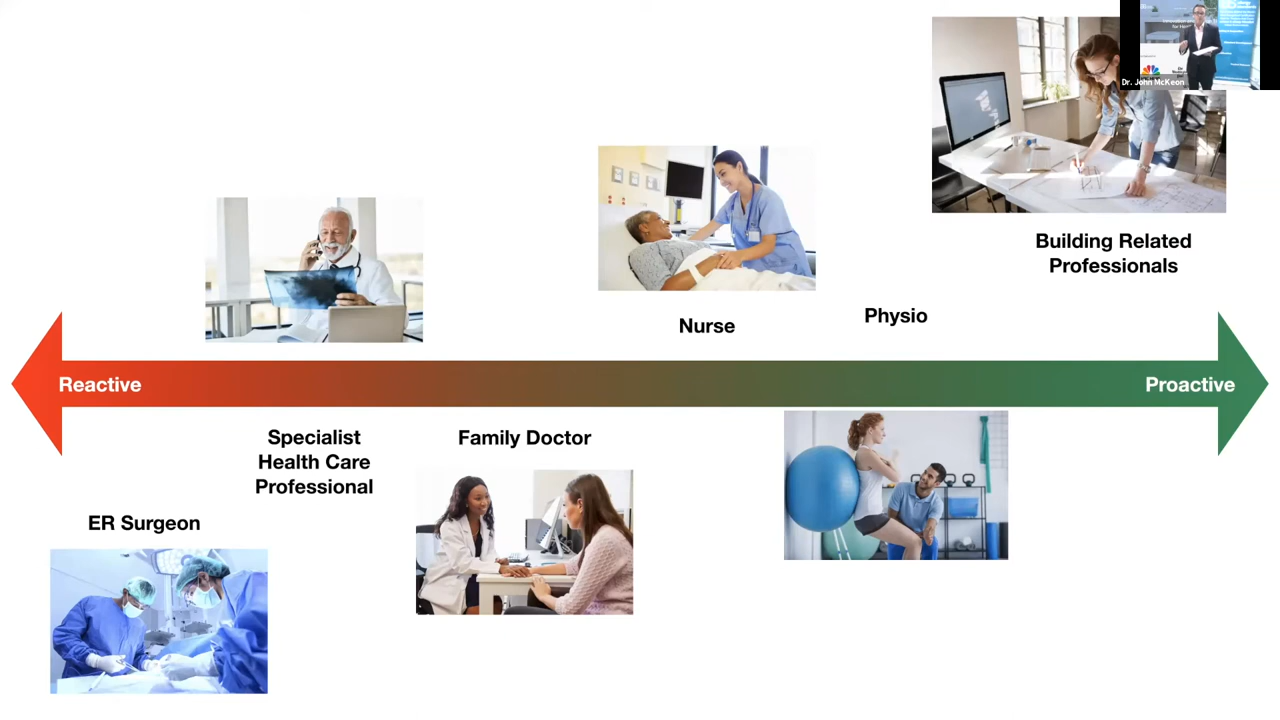 Dr. John McKeon
Building Related
Professionals
Physio
Nurse
Reactive
Proactive
Specialist
Health Care
Professional
Family Doctor
ER Surgeon